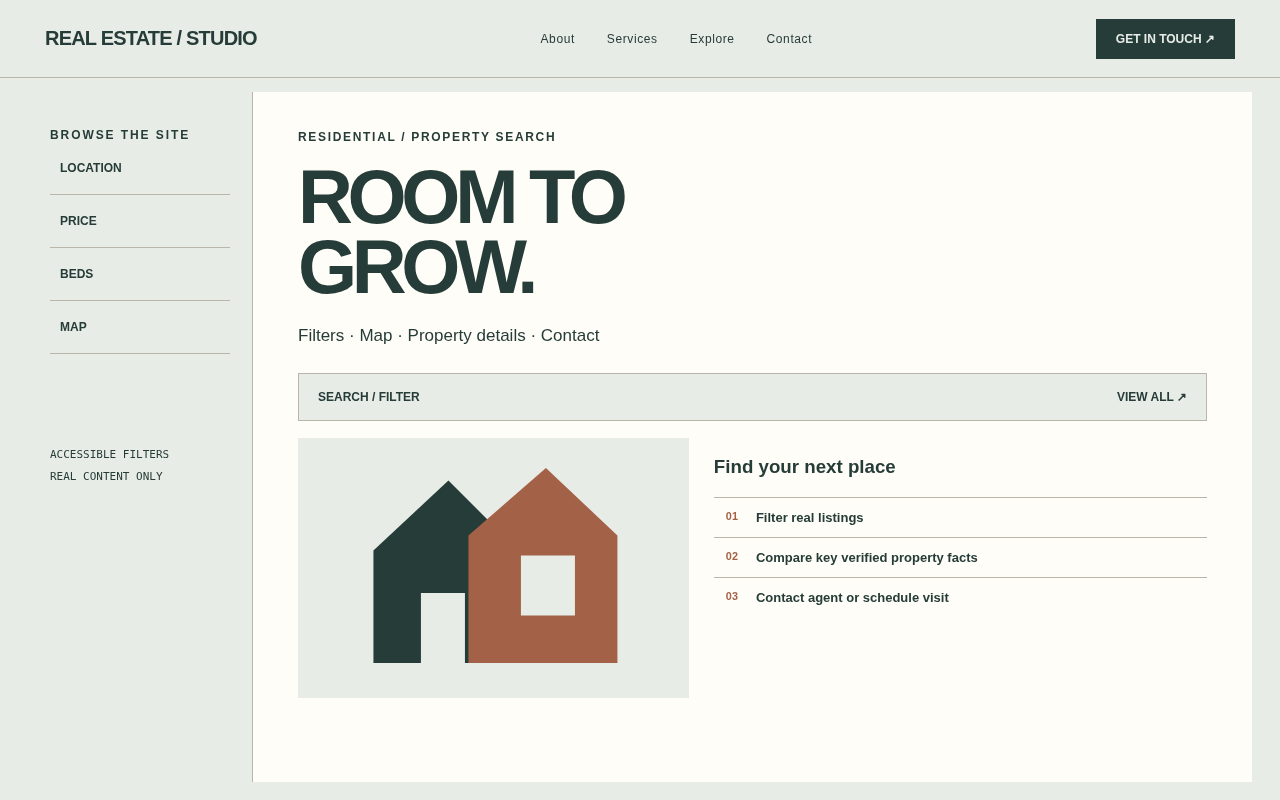 REAL ESTATE / STUDIO
About Services Explore Contact
GET IN TOUCH ↗
BROWSE THE SITE
LOCATION
PRICE
BEDS
MAP
ACCESSIBLE FILTERS
REAL CONTENT ONLY
RESIDENTIAL / PROPERTY SEARCH
ROOM TO
GROW.
Filters · Map · Property details · Contact
SEARCH / FILTER
VIEW ALL ↗
Find your next place
01 Filter real listings
02 Compare key verified property facts
03 Contact agent or schedule visit